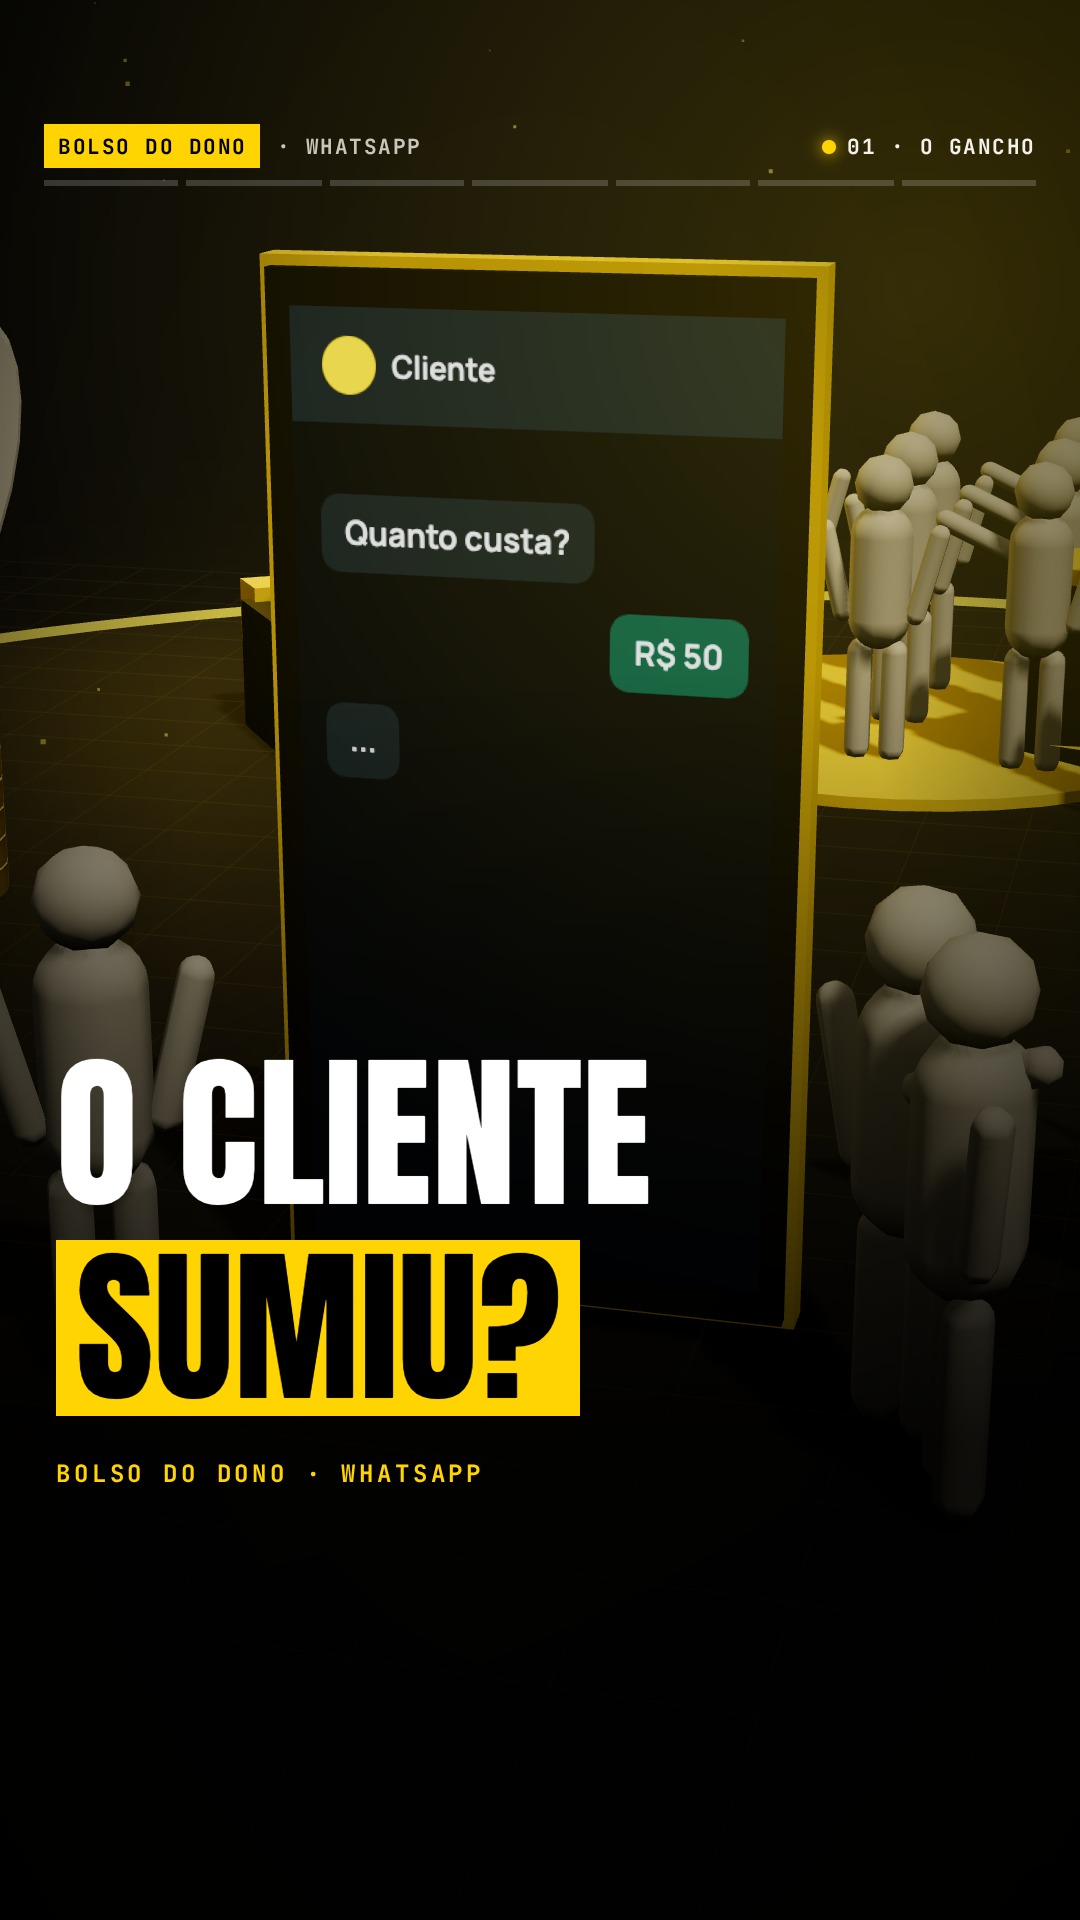 BOLSO DO DONO · WHATSAPP
01 · O GANCHO
Cliente
Quanto custa?
R$ 50
...
O CLIENTE
SUMIU?
BOLSO DO DONO · WHATSAPP